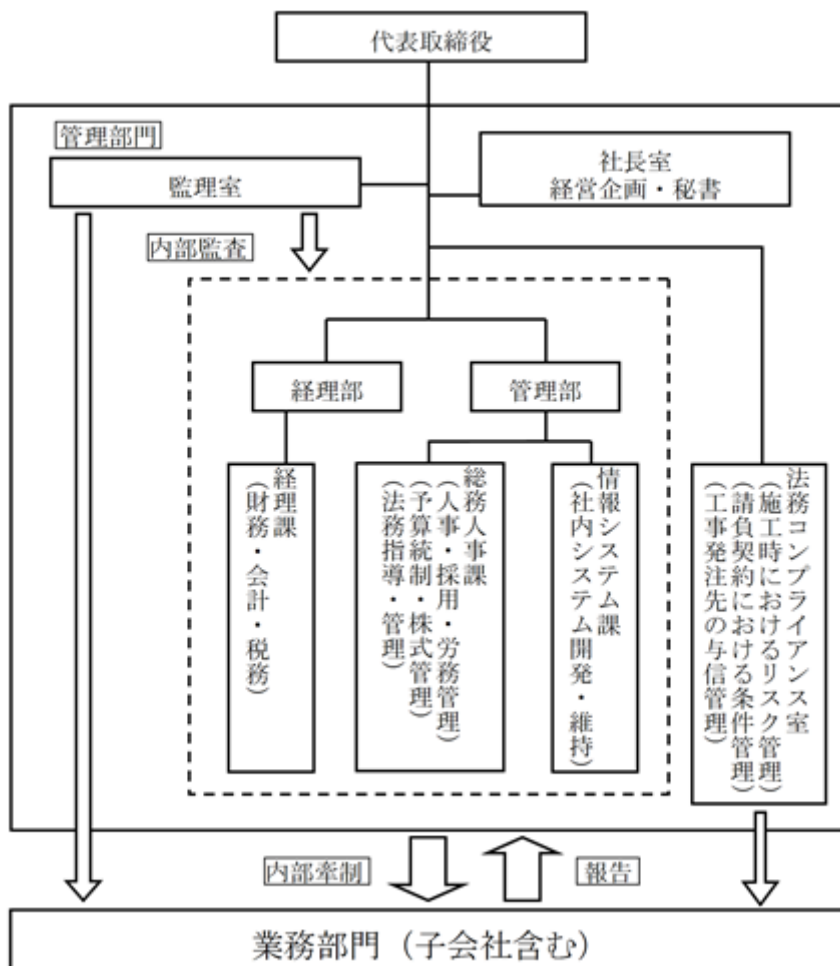 代表取締役
管理部門
監理室
社長室
経営企画・秘書
内部監査
経理部
管理部
経理課
（財務・会計・税務）
総務人事課
（人事・採用・労務管理）
（予算統制・株式管理）
（法務指導・管理）
情報システム課
（社内システム開発・維持）
法務コンプライアンス室
（施工時におけるリスク管理）
（請負契約における条件管理）
（工事発注先の与信管理）
内部牽制
報告
業務部門（子会社含む）